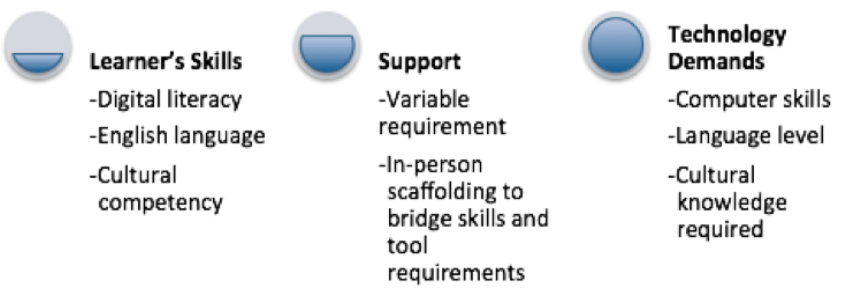 Learner's Skills
-Digital literacy
-English language
-Cultural
competency
Support
-Variable
requirement
-In-person
scaffolding to
bridge skills and
tool
requirements
Technology
Demands
-Computer skills
-Language level
-Cultural
knowledge
required